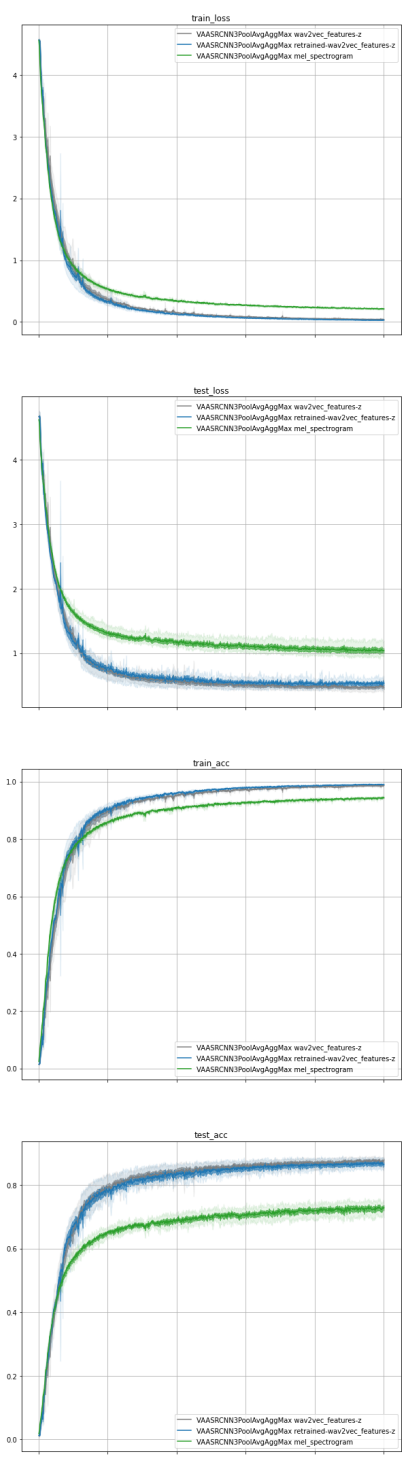 train_loss
VAASRCNN3PoolAvgAggMax wav2vec_features-z
VAASRCNN3PoolAvgAggMax retrained-wav2vec_features-z
VAASRCNN3PoolAvgAggMax mel_spectrogram
4
3
2
1
0
test_loss
VAASRCNN3PoolAvgAggMax wav2vec_features-z
VAASRCNN3PoolAvgAggMax retrained-wav2vec_features-z
VAASRCNN3PoolAvgAggMax mel_spectrogram
4
3
2
1
train_acc
1.0
0.8
0.6
0.4
0.2
0.0
VAASRCNN3PoolAvgAggMax wav2vec_features-z
VAASRCNN3PoolAvgAggMax retrained-wav2vec_features-z
VAASRCNN3PoolAvgAggMax mel_spectrogram
test_acc
0.8
0.6
0.4
0.2
0.0
VAASRCNN3PoolAvgAggMax wav2vec_features-z
VAASRCNN3PoolAvgAggMax retrained-wav2vec_features-z
VAASRCNN3PoolAvgAggMax mel_spectrogram